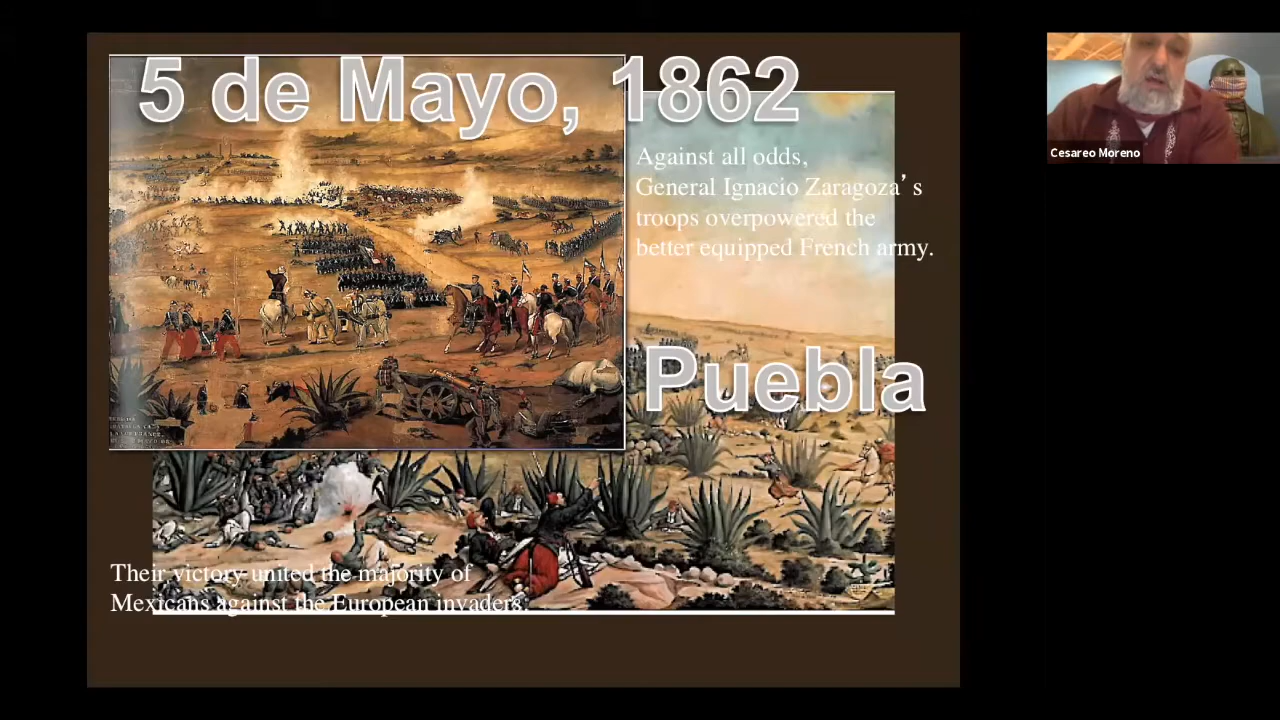 5 de Mayo, 1862
Against all odds,
General Ignacio Zaragoza’s
troops overpowered the
better equipped French army.
Puebla
Their victory united the majority of
Mexicans against the European invaders.
Cesareo Moreno